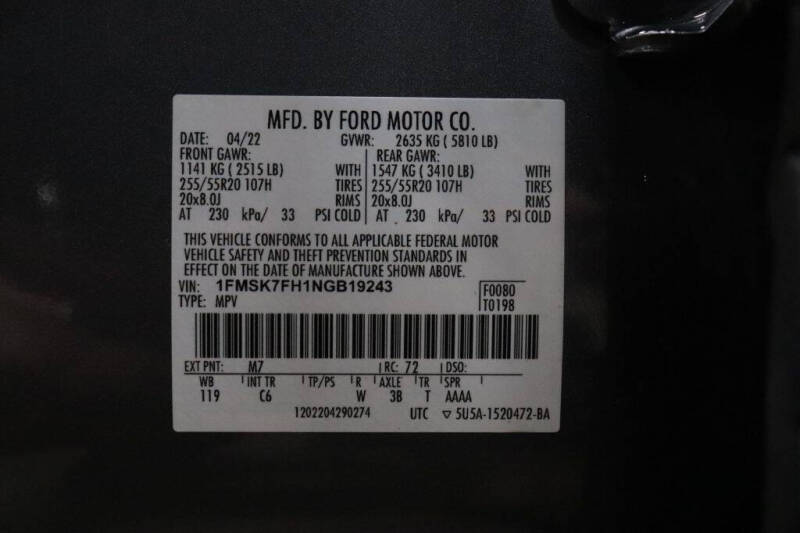 MFD. BY FORD MOTOR CO.
DATE: 04/22 GVWR: 2635 KG ( 5810 LB)
FRONT GAWR: REAR GAWR:
1141 KG ( 2515 LB) WITH 1547 KG ( 3410 LB) WITH
255/55R20 107H TIRES 255/55R20 107H TIRES
20x8.0J RIMS 20x8.0J RIMS
AT 230 kPa/ 33 PSI COLD AT 230 kPa/ 33 PSI COLD
THIS VEHICLE CONFORMS TO ALL APPLICABLE FEDERAL MOTOR
VEHICLE SAFETY AND THEFT PREVENTION STANDARDS IN
EFFECT ON THE DATE OF MANUFACTURE SHOWN ABOVE.
VIN: 1FMSK7FH1NGB19243 F0080
TYPE: MPV T0198
EXT PNT: M7 RC: 72 DSO:
WB INT TR TP/PS R AXLE TR SPR
119 C6 W 3B T AAAA
1202204290274 UTC ▽ 5U5A-1520472-BA